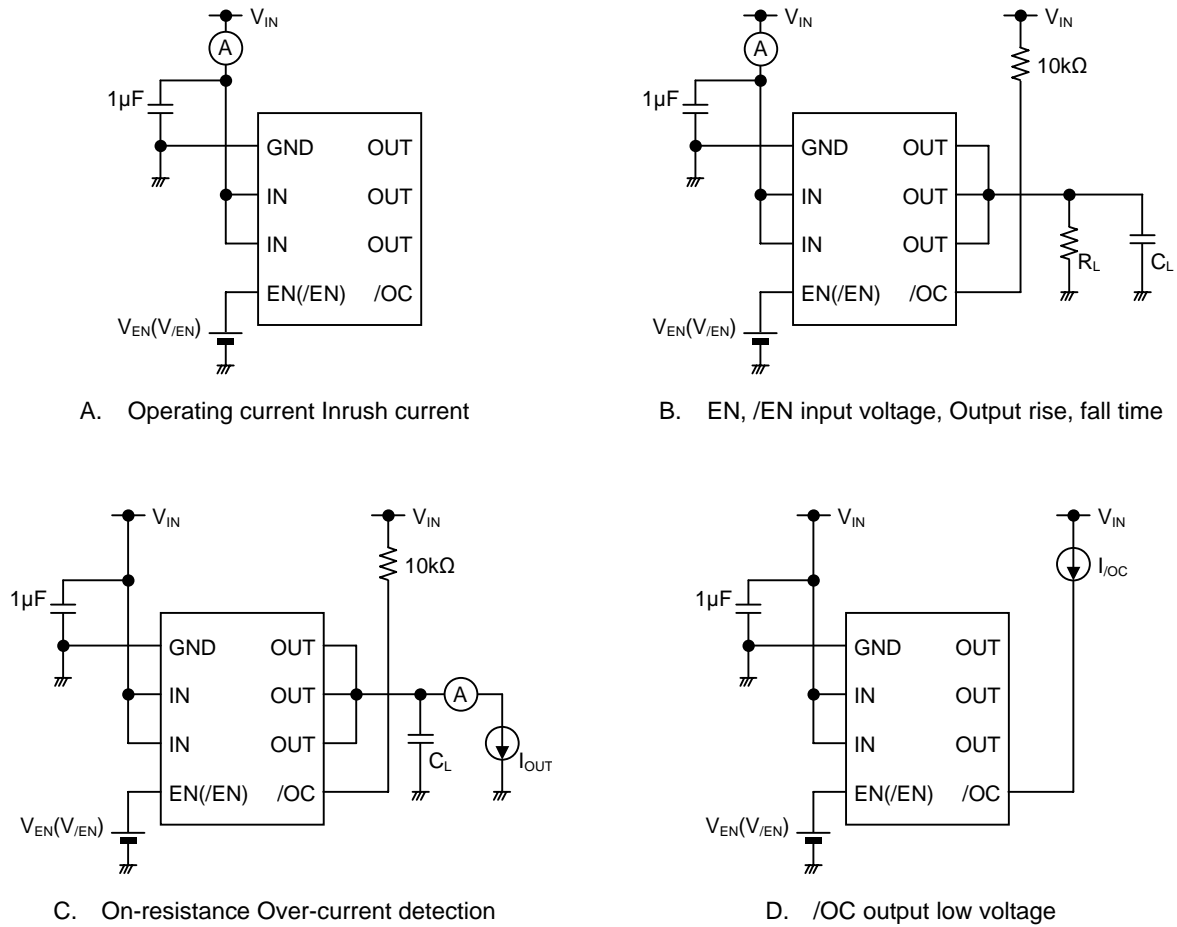 V_IN
A
1µF
GND OUT
IN OUT
IN OUT
EN(/EN) /OC
V_EN(V_/EN)
A. Operating current Inrush current
V_IN V_IN
A
10kΩ
1µF
GND OUT
IN OUT
IN OUT
R_L C_L
EN(/EN) /OC
V_EN(V_/EN)
B. EN, /EN input voltage, Output rise, fall time
V_IN V_IN
10kΩ
1µF
GND OUT
IN OUT A
IN OUT
C_L I_OUT
EN(/EN) /OC
V_EN(V_/EN)
C. On-resistance Over-current detection
V_IN V_IN
I_/OC
1µF
GND OUT
IN OUT
IN OUT
EN(/EN) /OC
V_EN(V_/EN)
D. /OC output low voltage